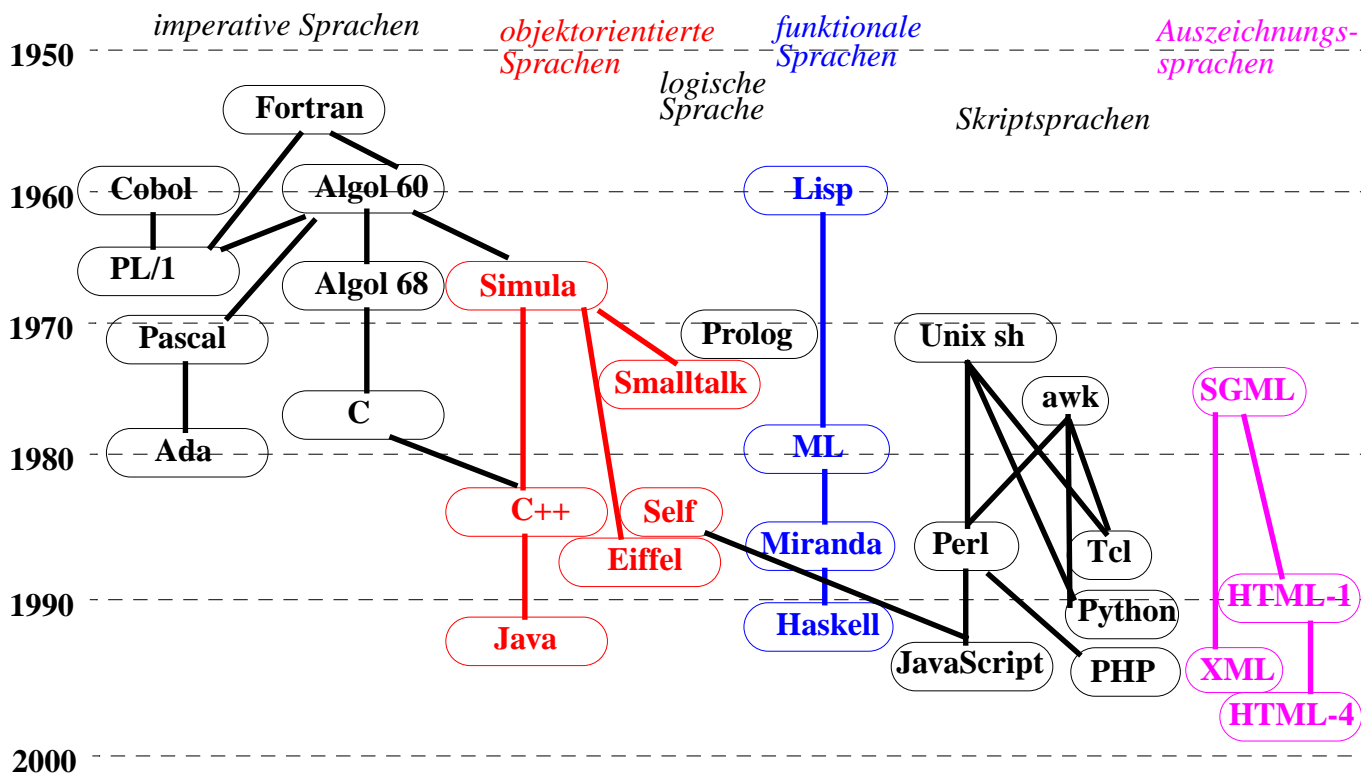 imperative Sprachen
objektorientierte
Sprachen
funktionale
Sprachen
Auszeichnungs-
sprachen
1950
logische
Sprache
Skriptsprachen
Fortran
Cobol
Algol 60
Lisp
1960
PL/1
Algol 68
Simula
1970
Pascal
Prolog
Unix sh
Smalltalk
awk
SGML
C
Ada
ML
1980
C++
Self
Miranda
Perl
Tcl
Eiffel
1990
HTML-1
Python
Haskell
Java
JavaScript
PHP
XML
HTML-4
2000